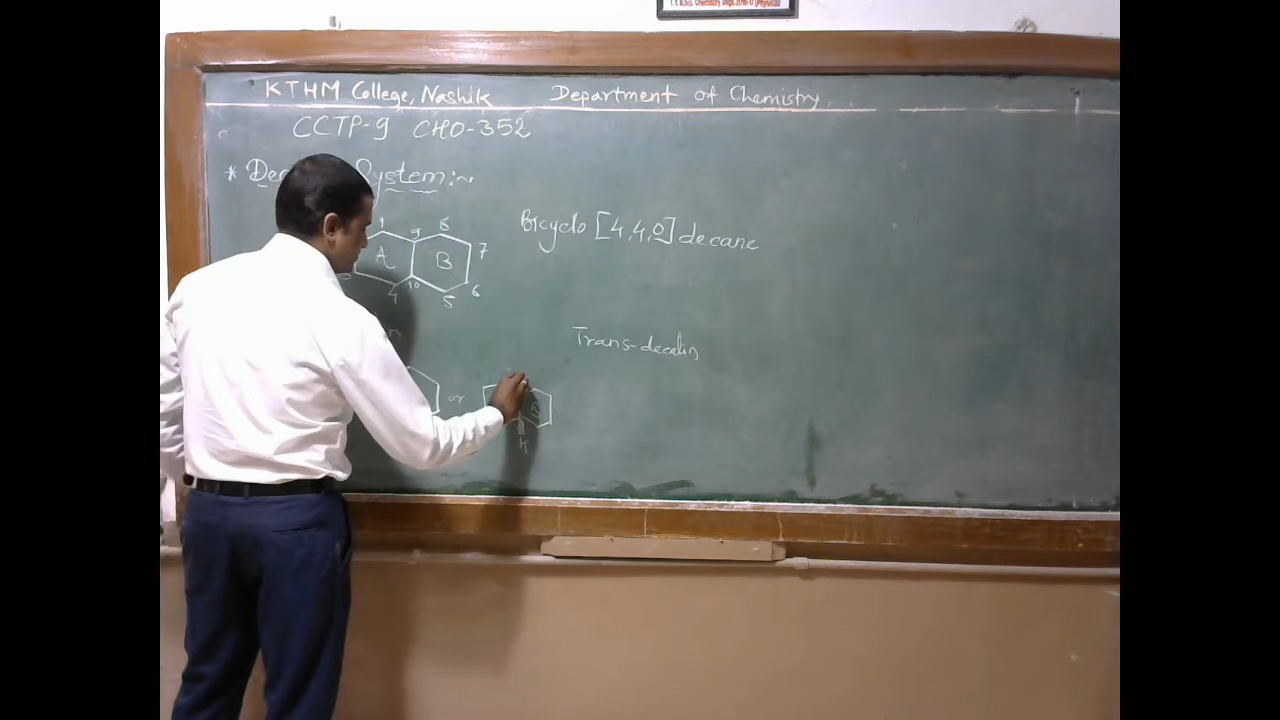 KTHM College, Nashik Department of Chemistry.
CCTP-9 CHO-352
* System:~
1 9 8 7 6 5 10 4
A B
Bicyclo [4,4,0] decane
Trans-decalin
or
H